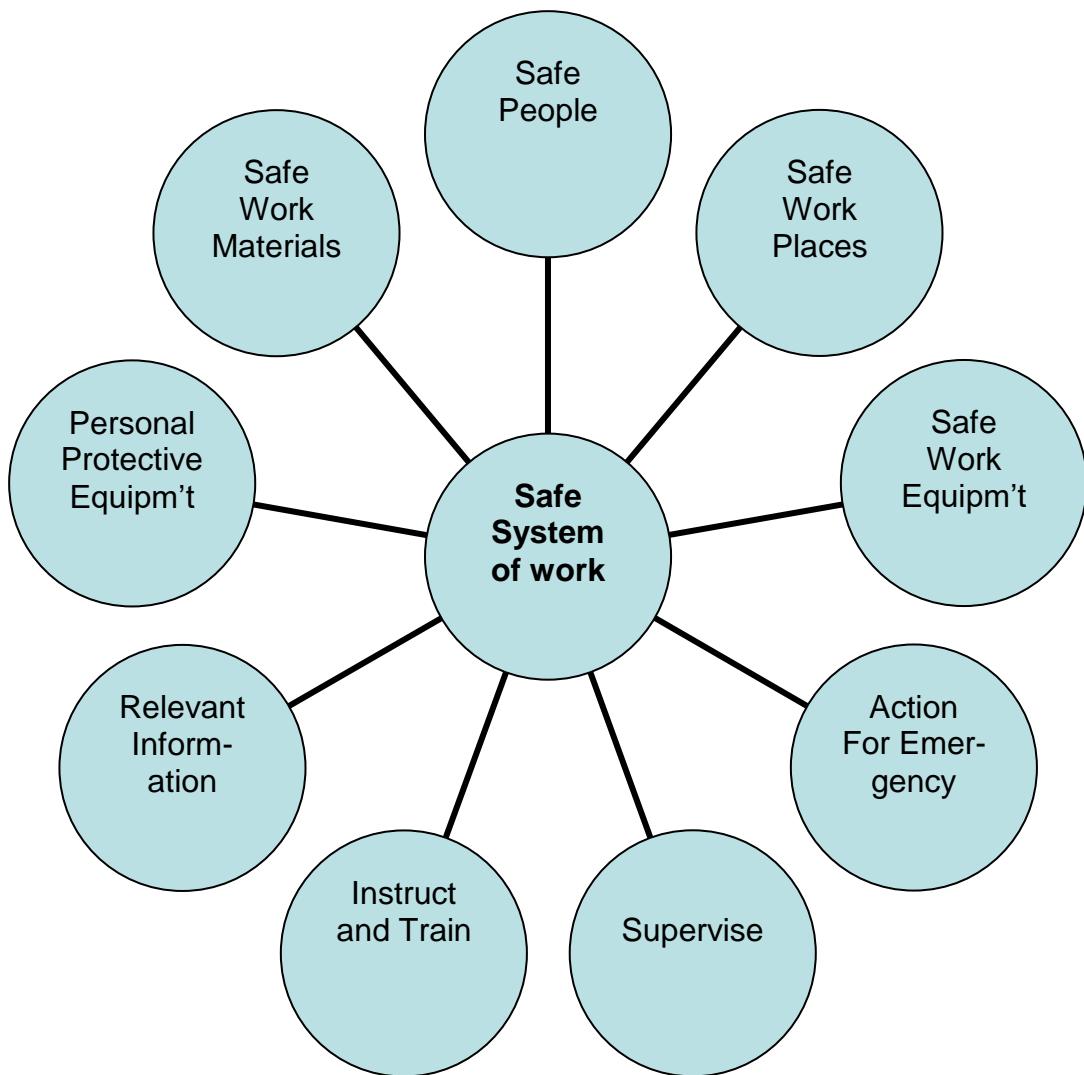 Safe
People
Safe
Work
Materials
Safe
Work
Places
Personal
Protective
Equipm't
Safe
System
of work
Safe
Work
Equipm't
Relevant
Inform-
ation
Action
For Emer-
gency
Instruct
and Train
Supervise